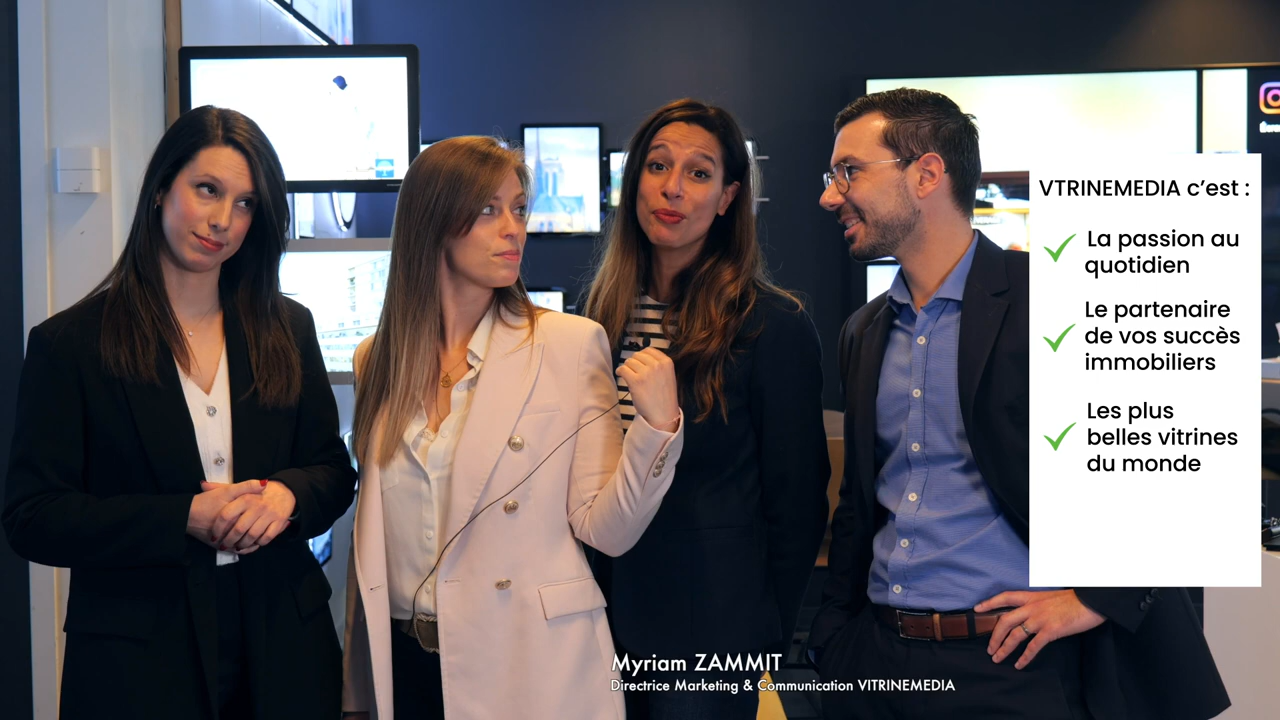 VTRINEMEDIA c’est :
La passion au
quotidien
Le partenaire
de vos succès
immobiliers
Les plus
belles vitrines
du monde
Myriam ZAMMIT
Directrice Marketing & Communication VITRINEMEDIA